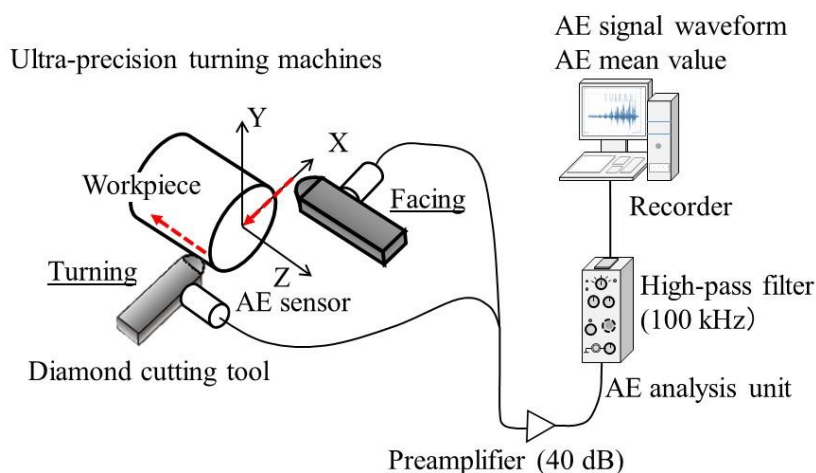 AE signal waveform
AE mean value
Ultra-precision turning machines
Y
X
Workpiece
Facing
Recorder
Turning
Z
AE sensor
High-pass filter
(100 kHz)
Diamond cutting tool
AE analysis unit
Preamplifier (40 dB)